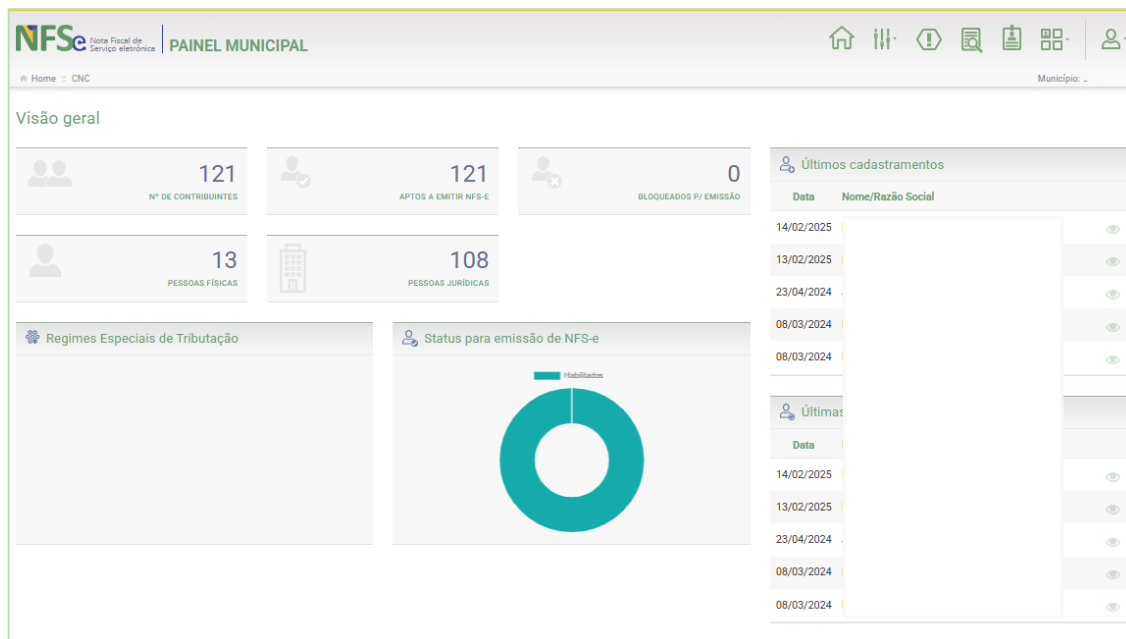 NFSe Nota Fiscal de Serviço eletrônica PAINEL MUNICIPAL
Home :: CNC
Município:
Visão geral
121
Nº DE CONTRIBUINTES
121
APTOS A EMITIR NFS-E
0
BLOQUEADOS P/ EMISSÃO
13
PESSOAS FÍSICAS
108
PESSOAS JURÍDICAS
Regimes Especiais de Tributação
Status para emissão de NFS-e
Habilitados
Últimos cadastramentos
Data Nome/Razão Social
14/02/2025
13/02/2025
23/04/2024
08/03/2024
08/03/2024
Últimas
Data
14/02/2025
13/02/2025
23/04/2024
08/03/2024
08/03/2024